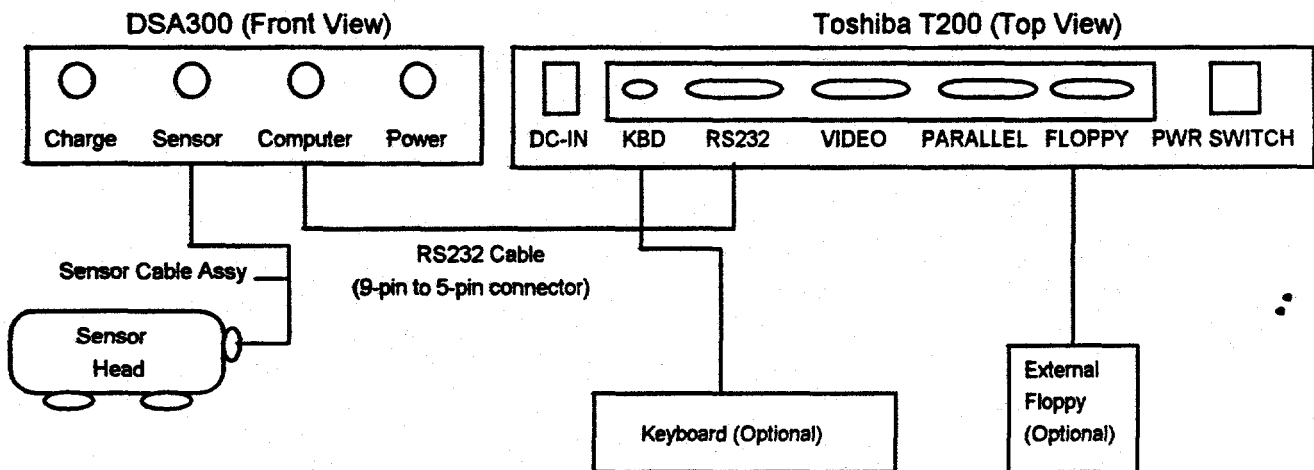 DSA300 (Front View)
Toshiba T200 (Top View)
Charge Sensor Computer Power
DC-IN KBD RS232 VIDEO PARALLEL FLOPPY PWR SWITCH
Sensor Cable Assy
RS232 Cable
(9-pin to 5-pin connector)
Sensor
Head
Keyboard (Optional)
External
Floppy
(Optional)